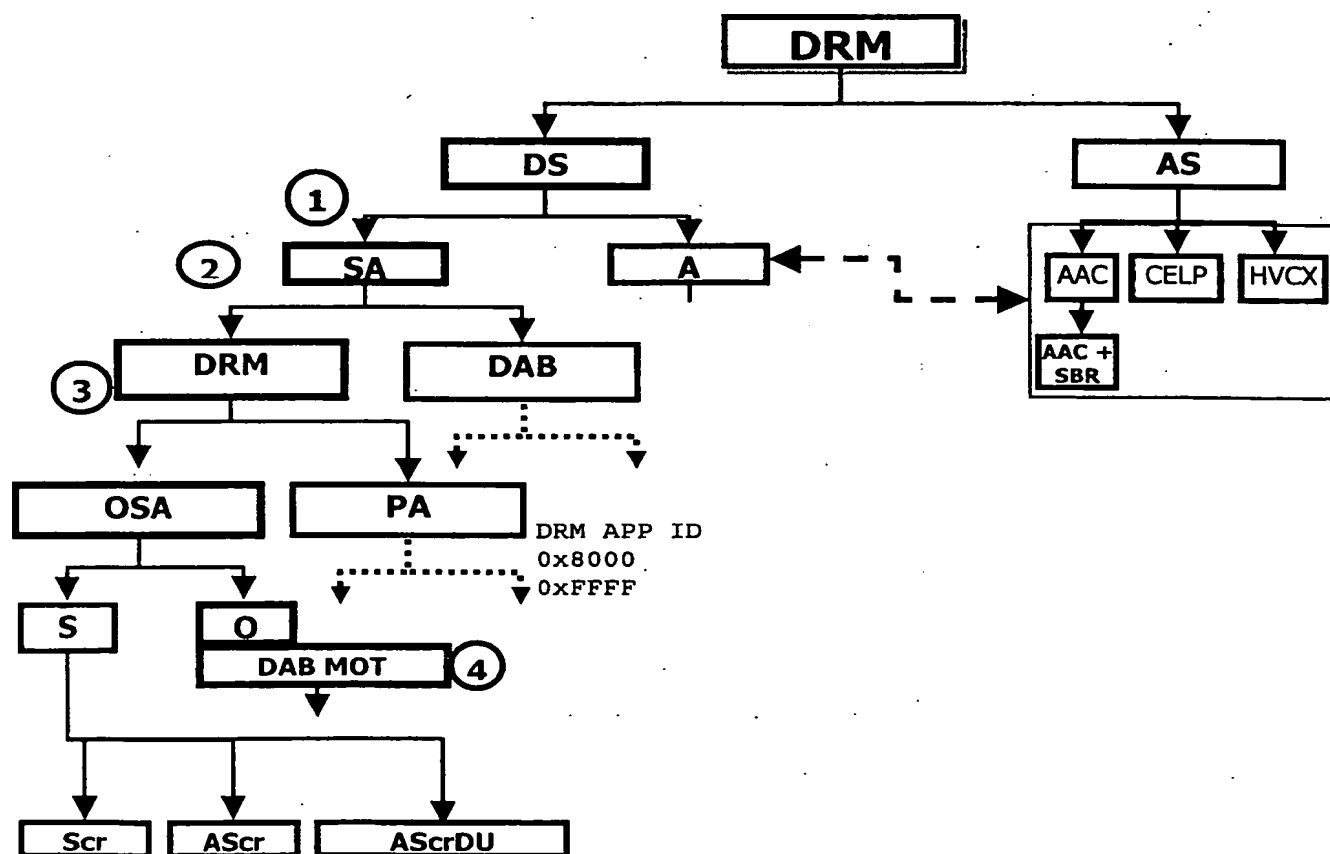 DRM
DS
AS
1
2
SA
A
AAC
CELP
HVCX
AAC +
SBR
3
DRM
DAB
OSA
PA
DRM APP ID
0x8000
0xFFFF
S
O
DAB MOT
4
Scr
AScr
AScrDU